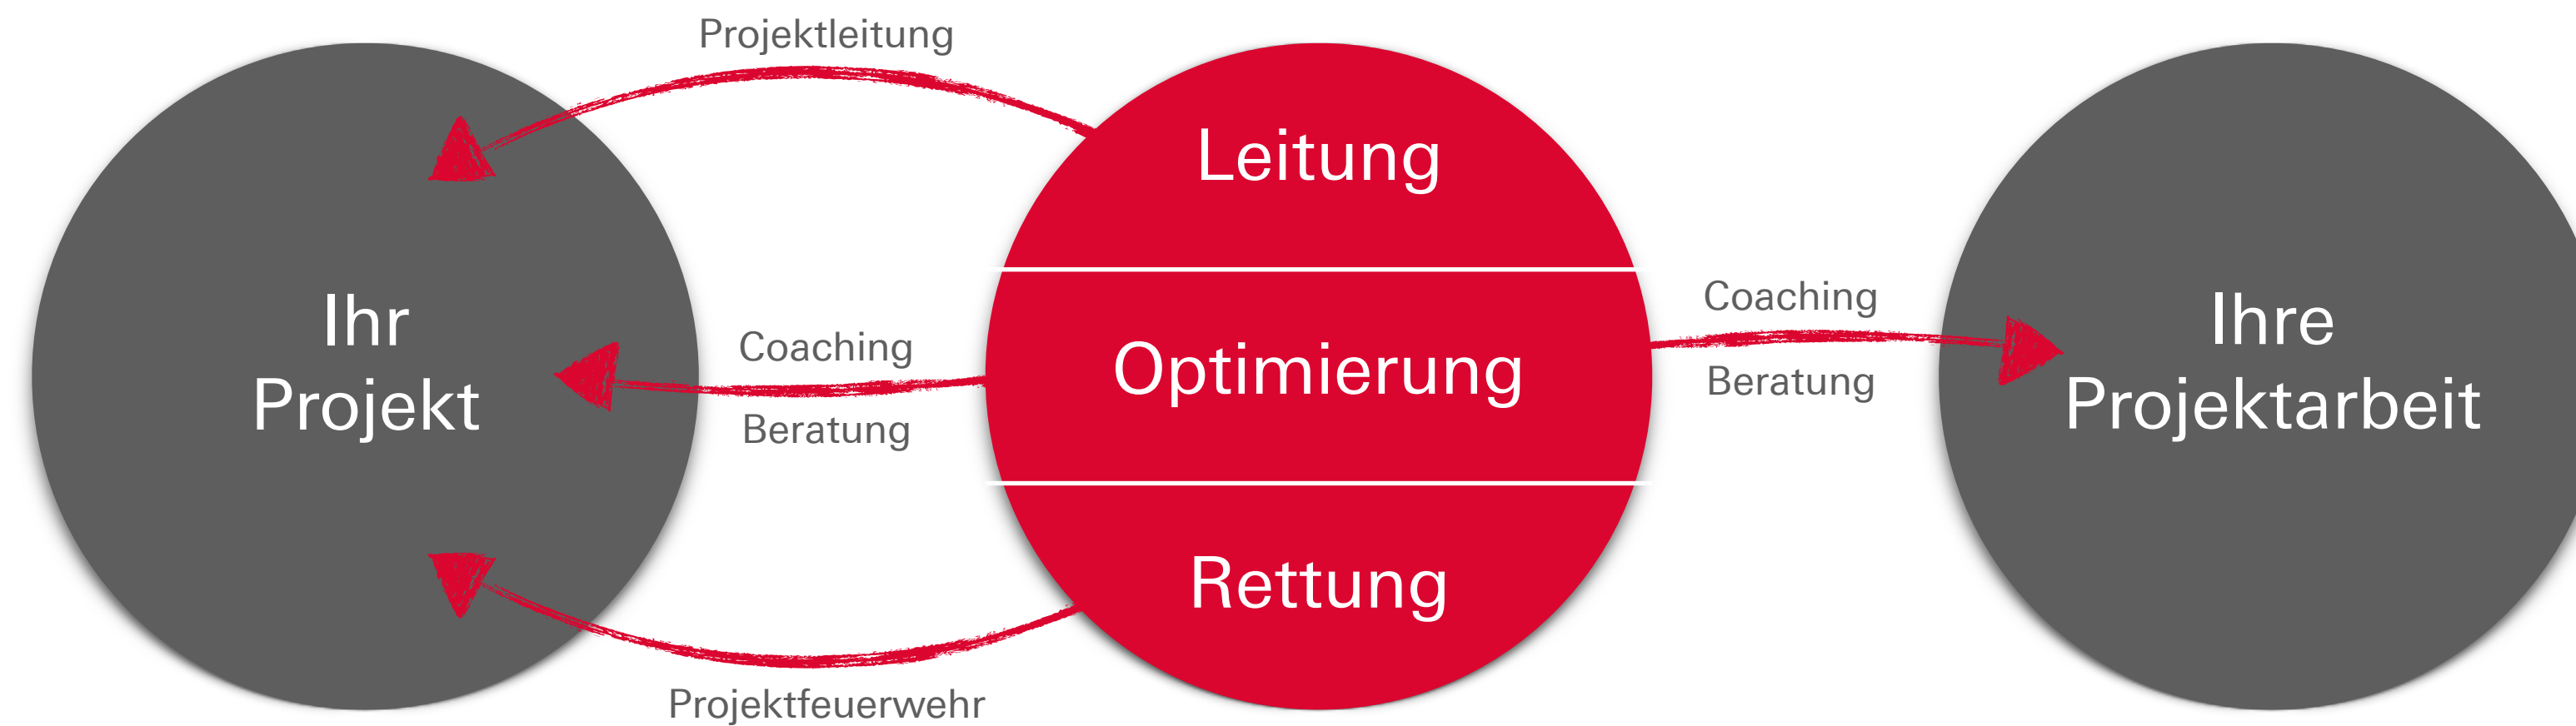 Projektleitung
Leitung
Ihr
Projekt
Coaching
Beratung
Optimierung
Coaching
Beratung
Ihre
Projektarbeit
Rettung
Projektfeuerwehr